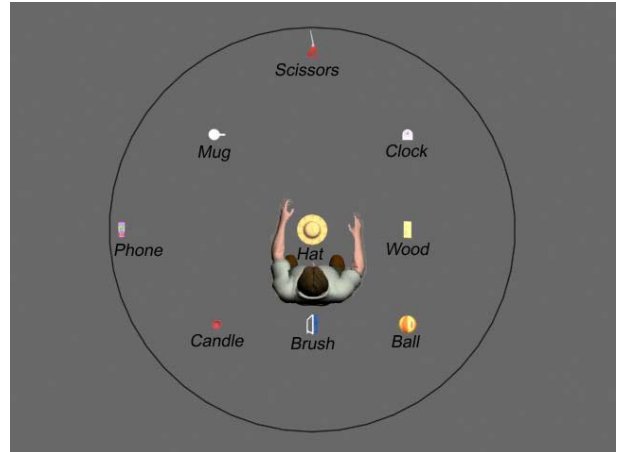 Scissors
Mug
Clock
Phone
Hat
Wood
Candle
Brush
Ball